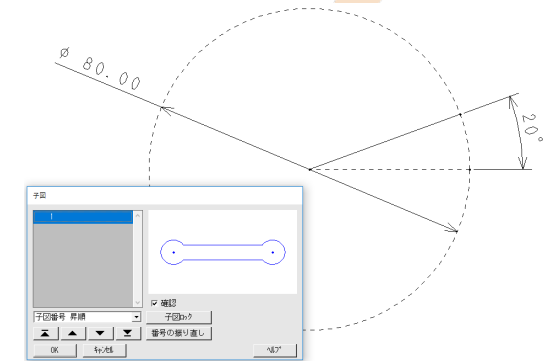 φ 80.00
20°
子図
1
確認
子図番号 昇順
子図ﾛｯｸ
番号の振り直し
OK
ｷｬﾝｾﾙ
ﾍﾙﾌﾟ